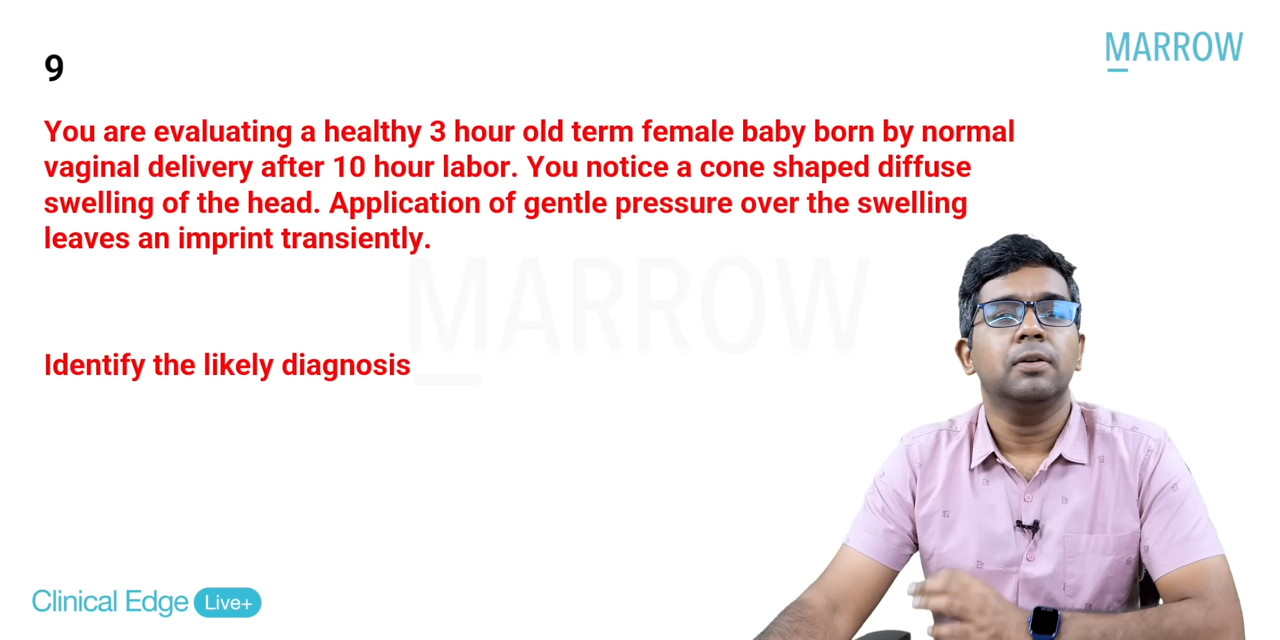 MARROW
9
You are evaluating a healthy 3 hour old term female baby born by normal
vaginal delivery after 10 hour labor. You notice a cone shaped diffuse
swelling of the head. Application of gentle pressure over the swelling
leaves an imprint transiently.
MARROW
Identify the likely diagnosis
Clinical Edge Live+